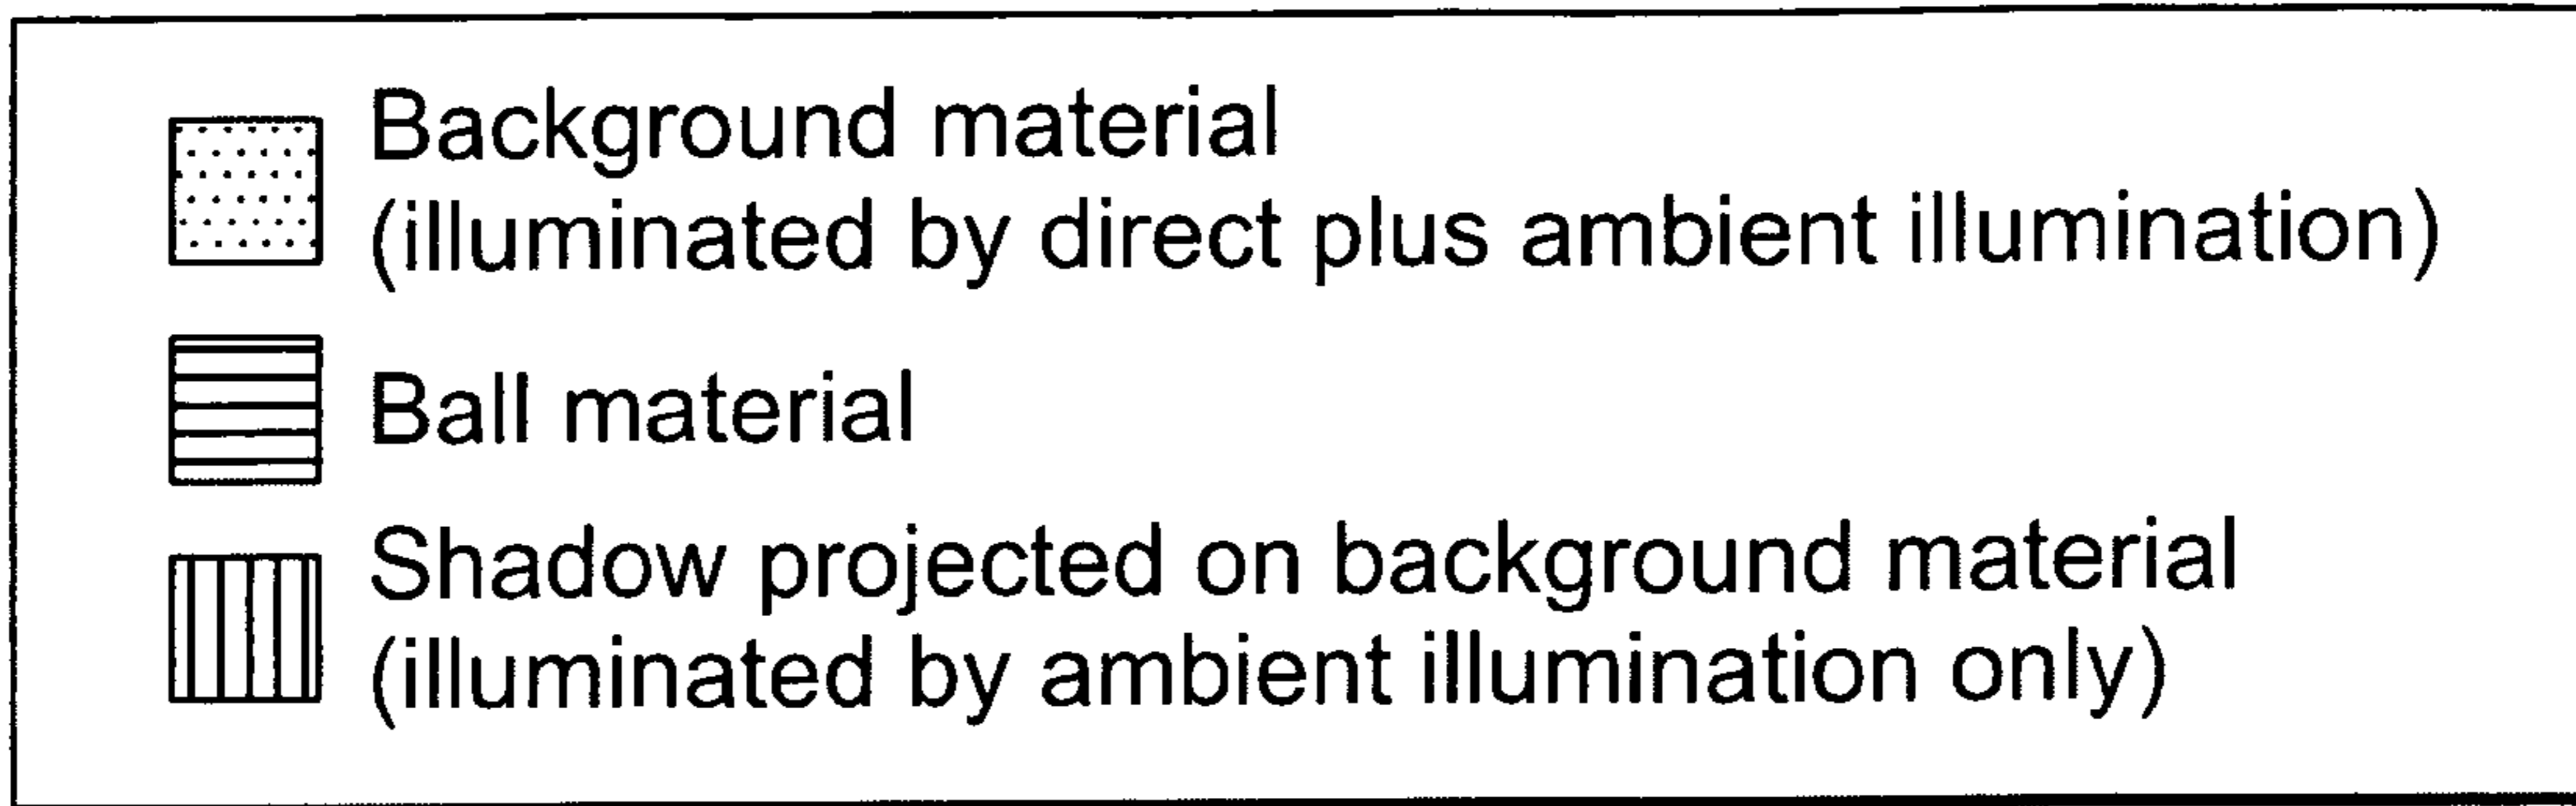 Background material
(illuminated by direct plus ambient illumination)
Ball material
Shadow projected on background material
(illuminated by ambient illumination only)